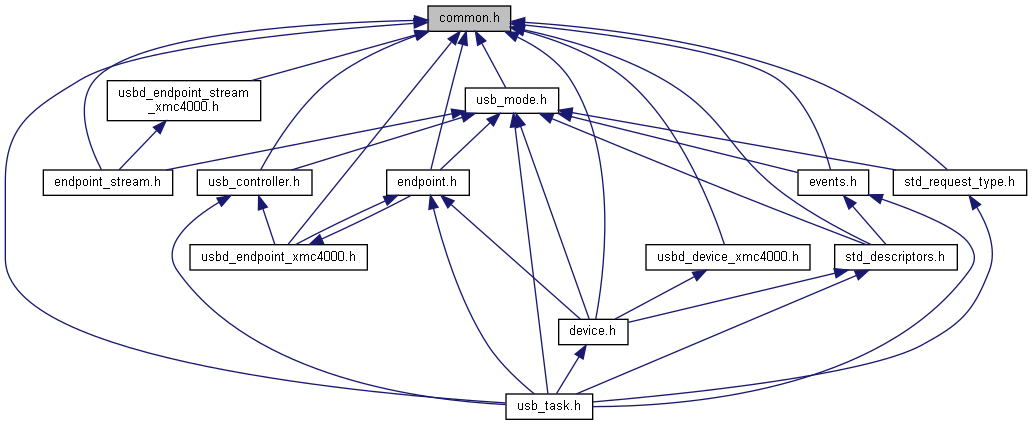 common.h
usbd_endpoint_stream
_xmc4000.h
usb_mode.h
endpoint_stream.h
usb_controller.h
endpoint.h
events.h
std_request_type.h
usbd_endpoint_xmc4000.h
usbd_device_xmc4000.h
std_descriptors.h
device.h
usb_task.h